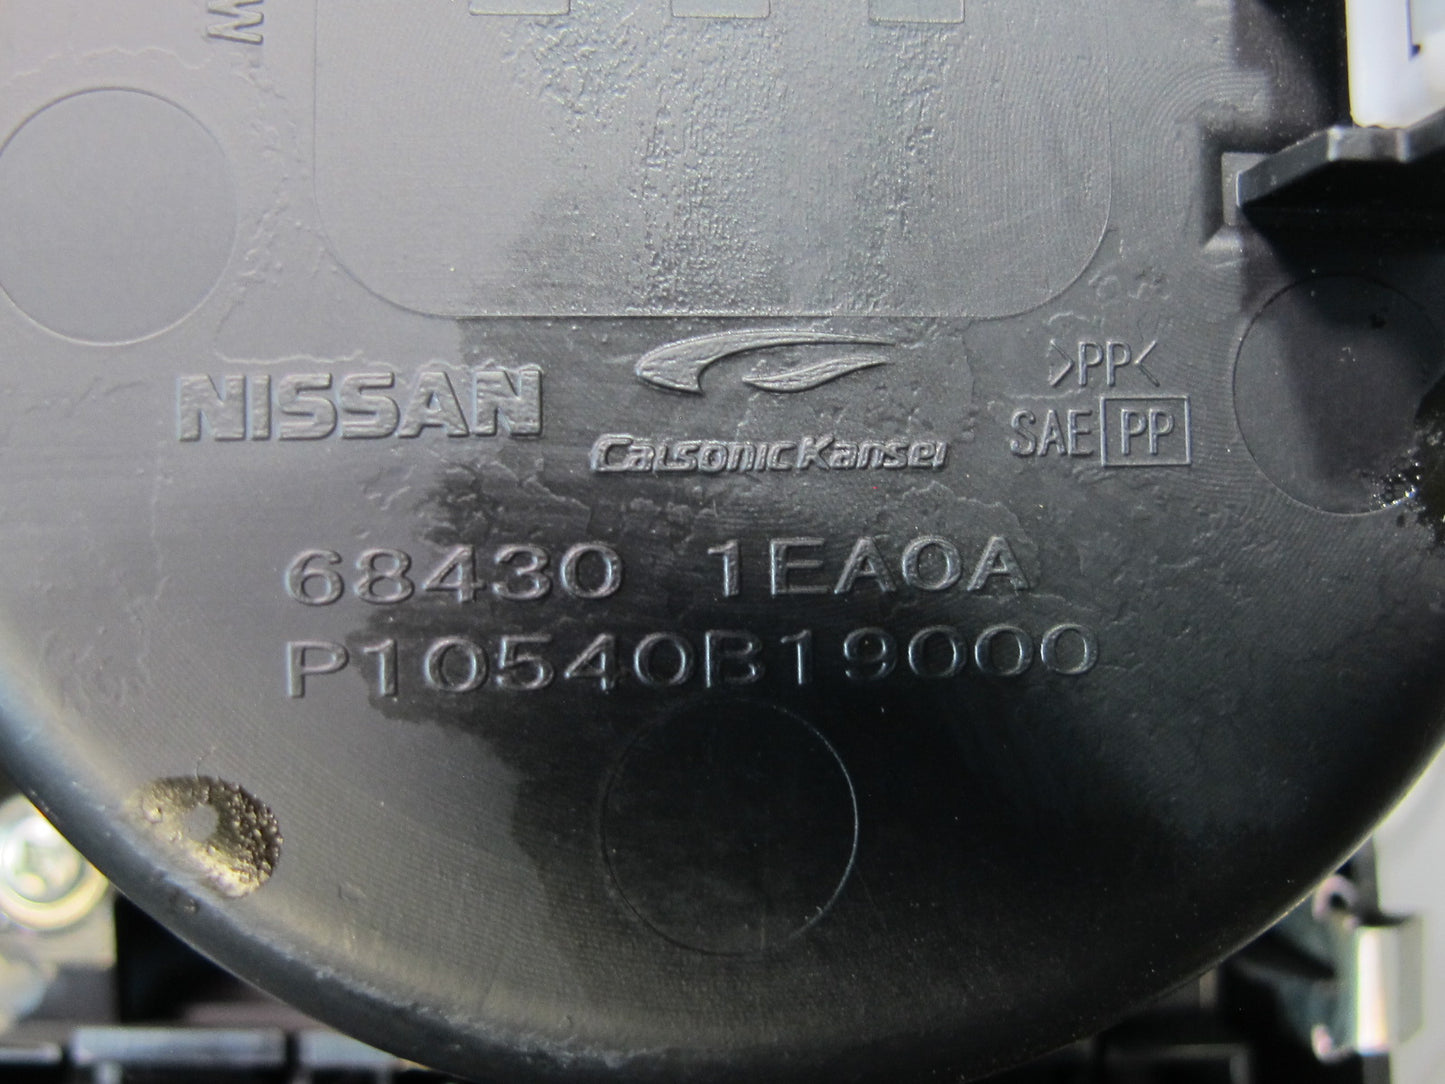 W
NISSAN
CalsonicKansei
>PP<
SAE PP
68430 1EA0A
P10540B19000